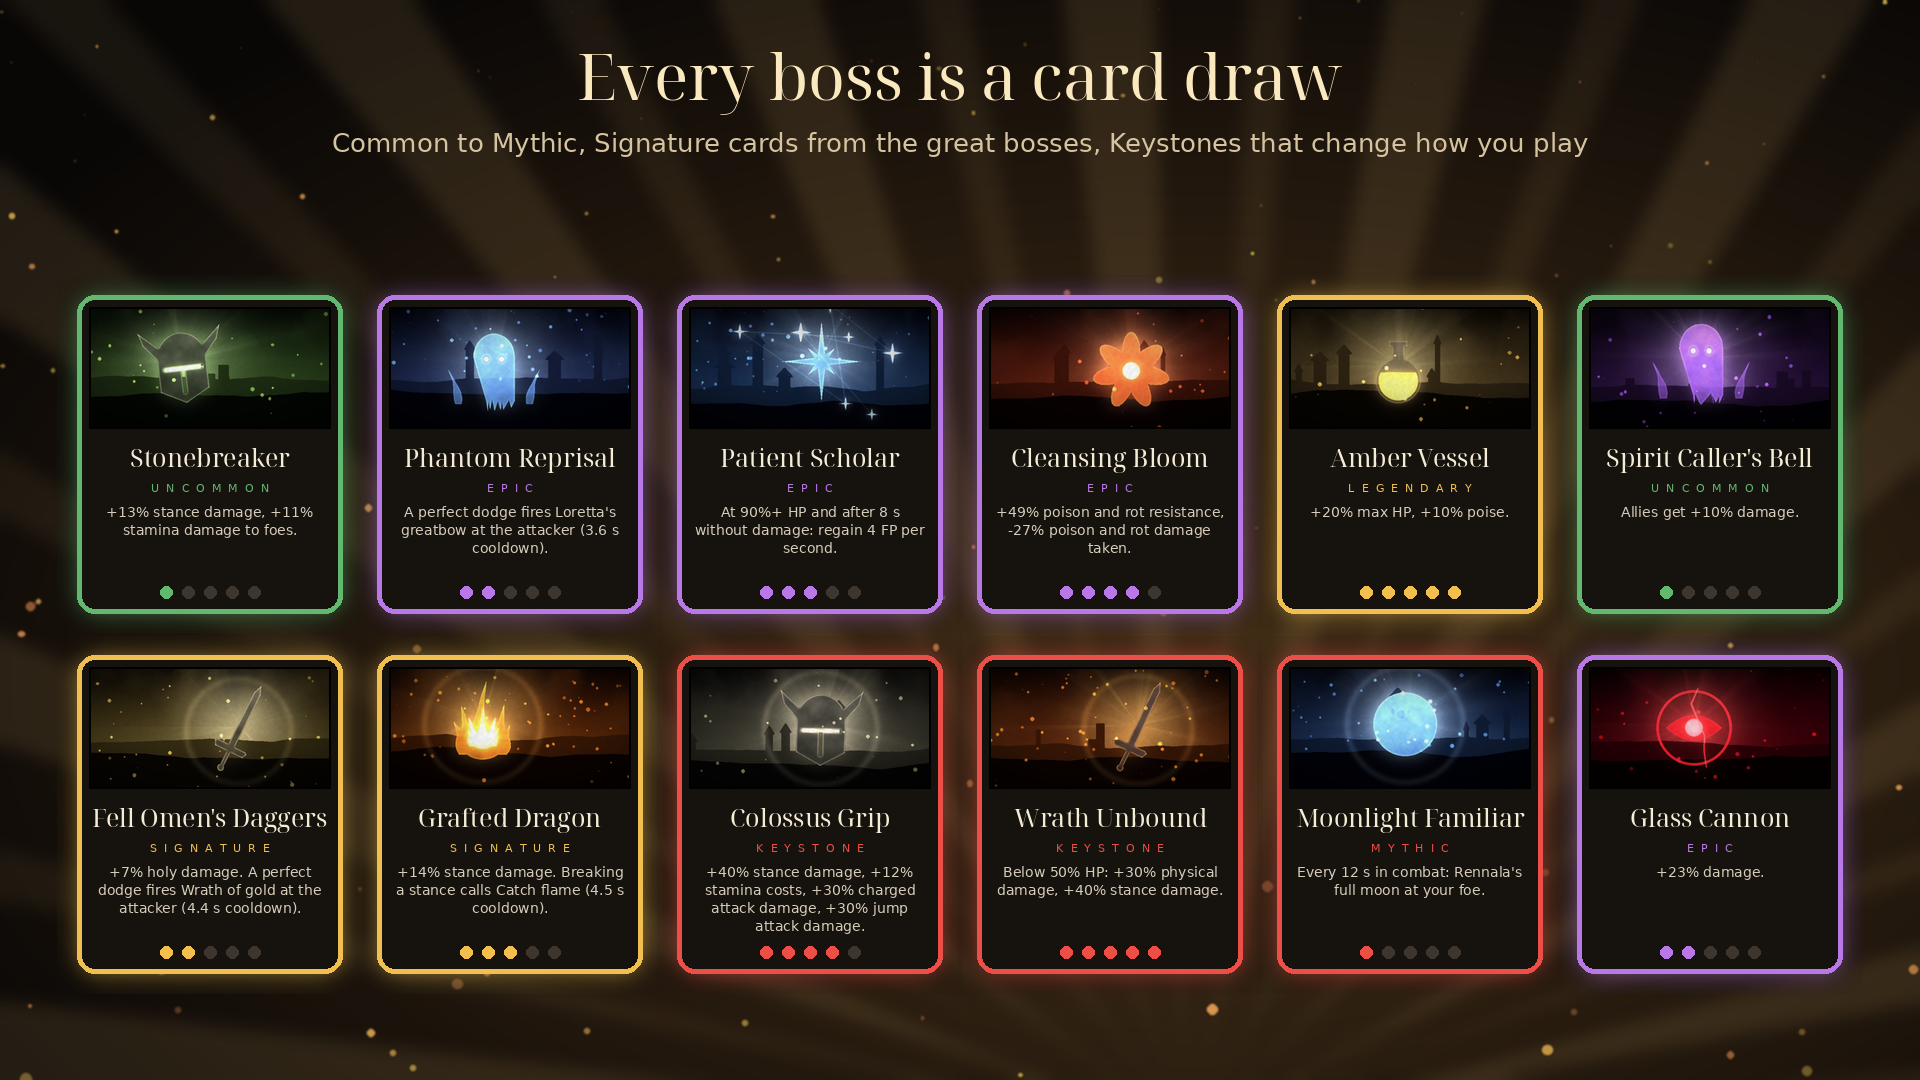 Every boss is a card draw
Common to Mythic, Signature cards from the great bosses, Keystones that change how you play
Stonebreaker
UNCOMMON
+13% stance damage, +11%
stamina damage to foes.
Phantom Reprisal
EPIC
A perfect dodge fires Loretta's
greatbow at the attacker (3.6 s
cooldown).
Patient Scholar
EPIC
At 90%+ HP and after 8 s
without damage: regain 4 FP per
second.
Cleansing Bloom
EPIC
+49% poison and rot resistance,
-27% poison and rot damage
taken.
Amber Vessel
LEGENDARY
+20% max HP, +10% poise.
Spirit Caller's Bell
UNCOMMON
Allies get +10% damage.
Fell Omen's Daggers
SIGNATURE
+7% holy damage. A perfect
dodge fires Wrath of gold at the
attacker (4.4 s cooldown).
Grafted Dragon
SIGNATURE
+14% stance damage. Breaking
a stance calls Catch flame (4.5 s
cooldown).
Colossus Grip
KEYSTONE
+40% stance damage, +12%
stamina costs, +30% charged
attack damage, +30% jump
attack damage.
Wrath Unbound
KEYSTONE
Below 50% HP: +30% physical
damage, +40% stance damage.
Moonlight Familiar
MYTHIC
Every 12 s in combat: Rennala's
full moon at your foe.
Glass Cannon
EPIC
+23% damage.